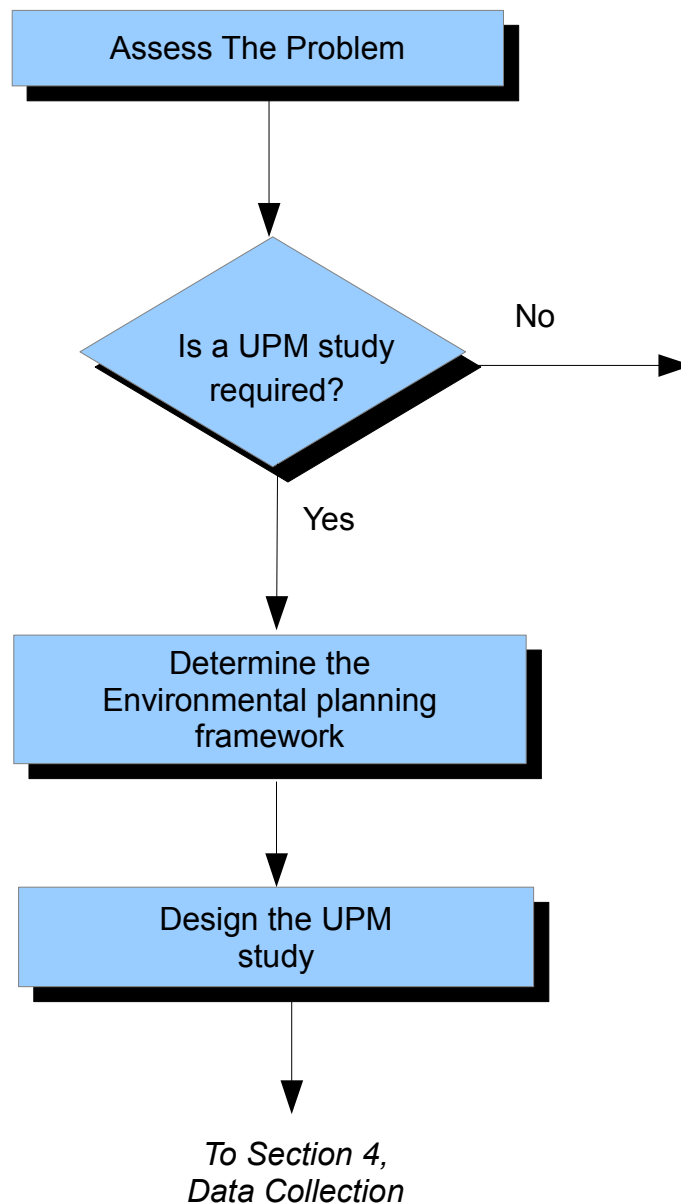 Assess The Problem
Is a UPM study
required?
No
Yes
Determine the
Environmental planning
framework
Design the UPM
study
To Section 4,
Data Collection